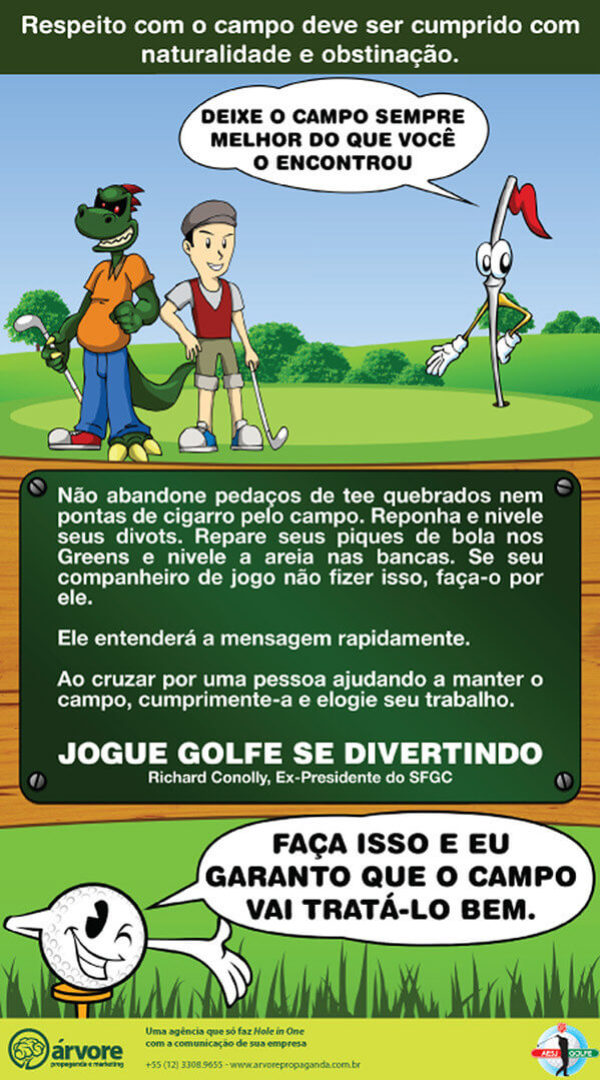 Respeito com o campo deve ser cumprido com
naturalidade e obstinação.
DEIXE O CAMPO SEMPRE
MELHOR DO QUE VOCÊ
O ENCONTROU
Não abandone pedaços de tee quebrados nem
pontas de cigarro pelo campo. Reponha e nivele
seus divots. Repare seus piques de bola nos
Greens e nivele a areia nas bancas. Se seu
companheiro de jogo não fizer isso, faça-o por
ele.
Ele entenderá a mensagem rapidamente.
Ao cruzar por uma pessoa ajudando a manter o
campo, cumprimente-a e elogie seu trabalho.
JOGUE GOLFE SE DIVERTINDO
Richard Conolly, Ex-Presidente do SFGC
FAÇA ISSO E EU
GARANTO QUE O CAMPO
VAI TRATÁ-LO BEM.
árvore
propaganda e marketing
Uma agência que só faz Hole in One
com a comunicação de sua empresa
+55 (12) 3308.9655 - www.arvorepropaganda.com.br
AESJ GOLFE